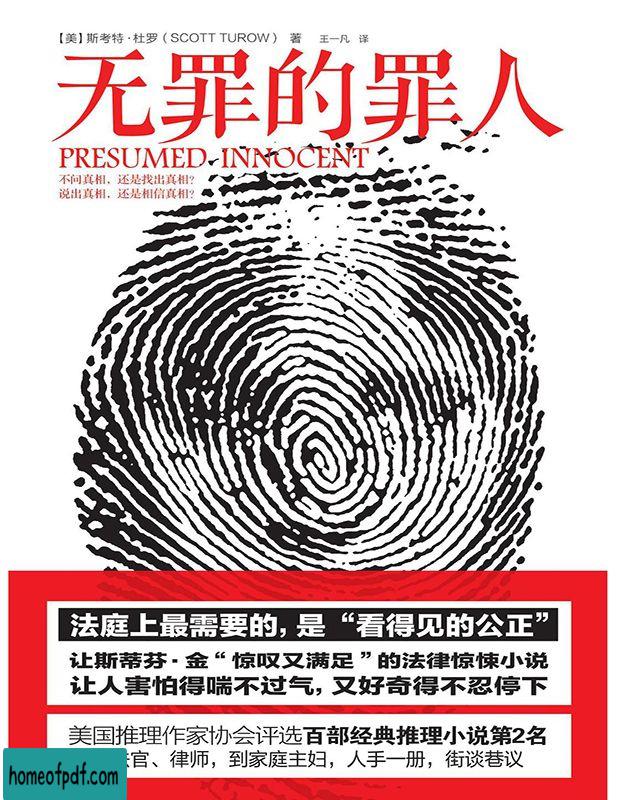 【美】斯考特·杜罗（SCOTT TUROW） 著 王一凡 译
无罪的罪人
PRESUMED INNOCENT
不问真相，还是找出真相？
说出真相，还是相信真相？
法庭上最需要的，是“看得见的公正”
让斯蒂芬·金“惊叹又满足”的法律惊悚小说
让人害怕得喘不过气，又好奇得不忍停下
美国推理作家协会评选百部经典推理小说第2名
官、律师，到家庭主妇，人手一册，街谈巷议
homeofpdf.com